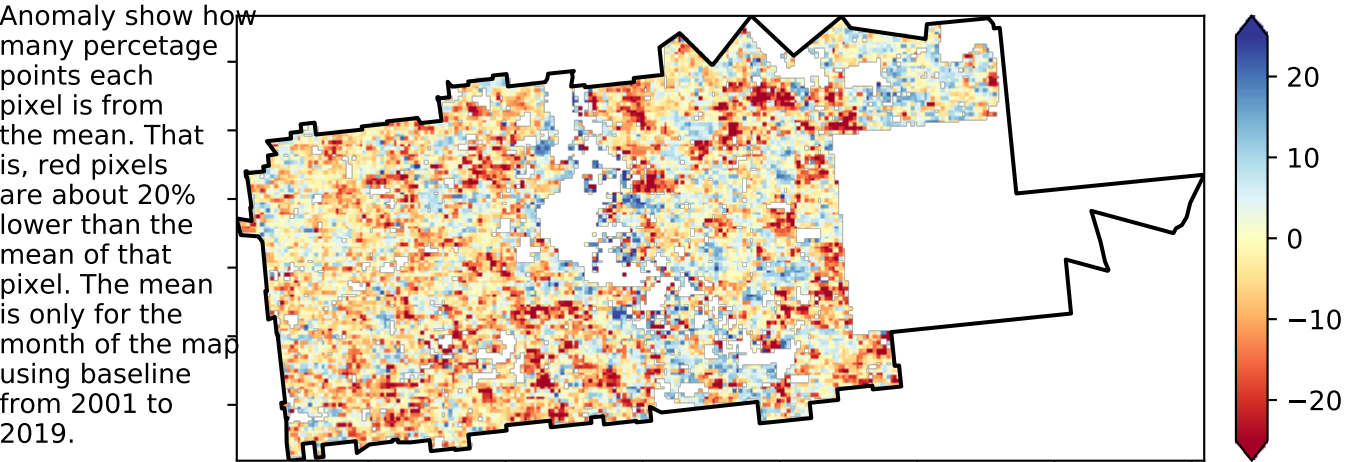 Anomaly show how
many percetage
points each
pixel is from
the mean. That
is, red pixels
are about 20%
lower than the
mean of that
pixel. The mean
is only for the
month of the map
using baseline
from 2001 to
2019.
20
10
0
−10
−20